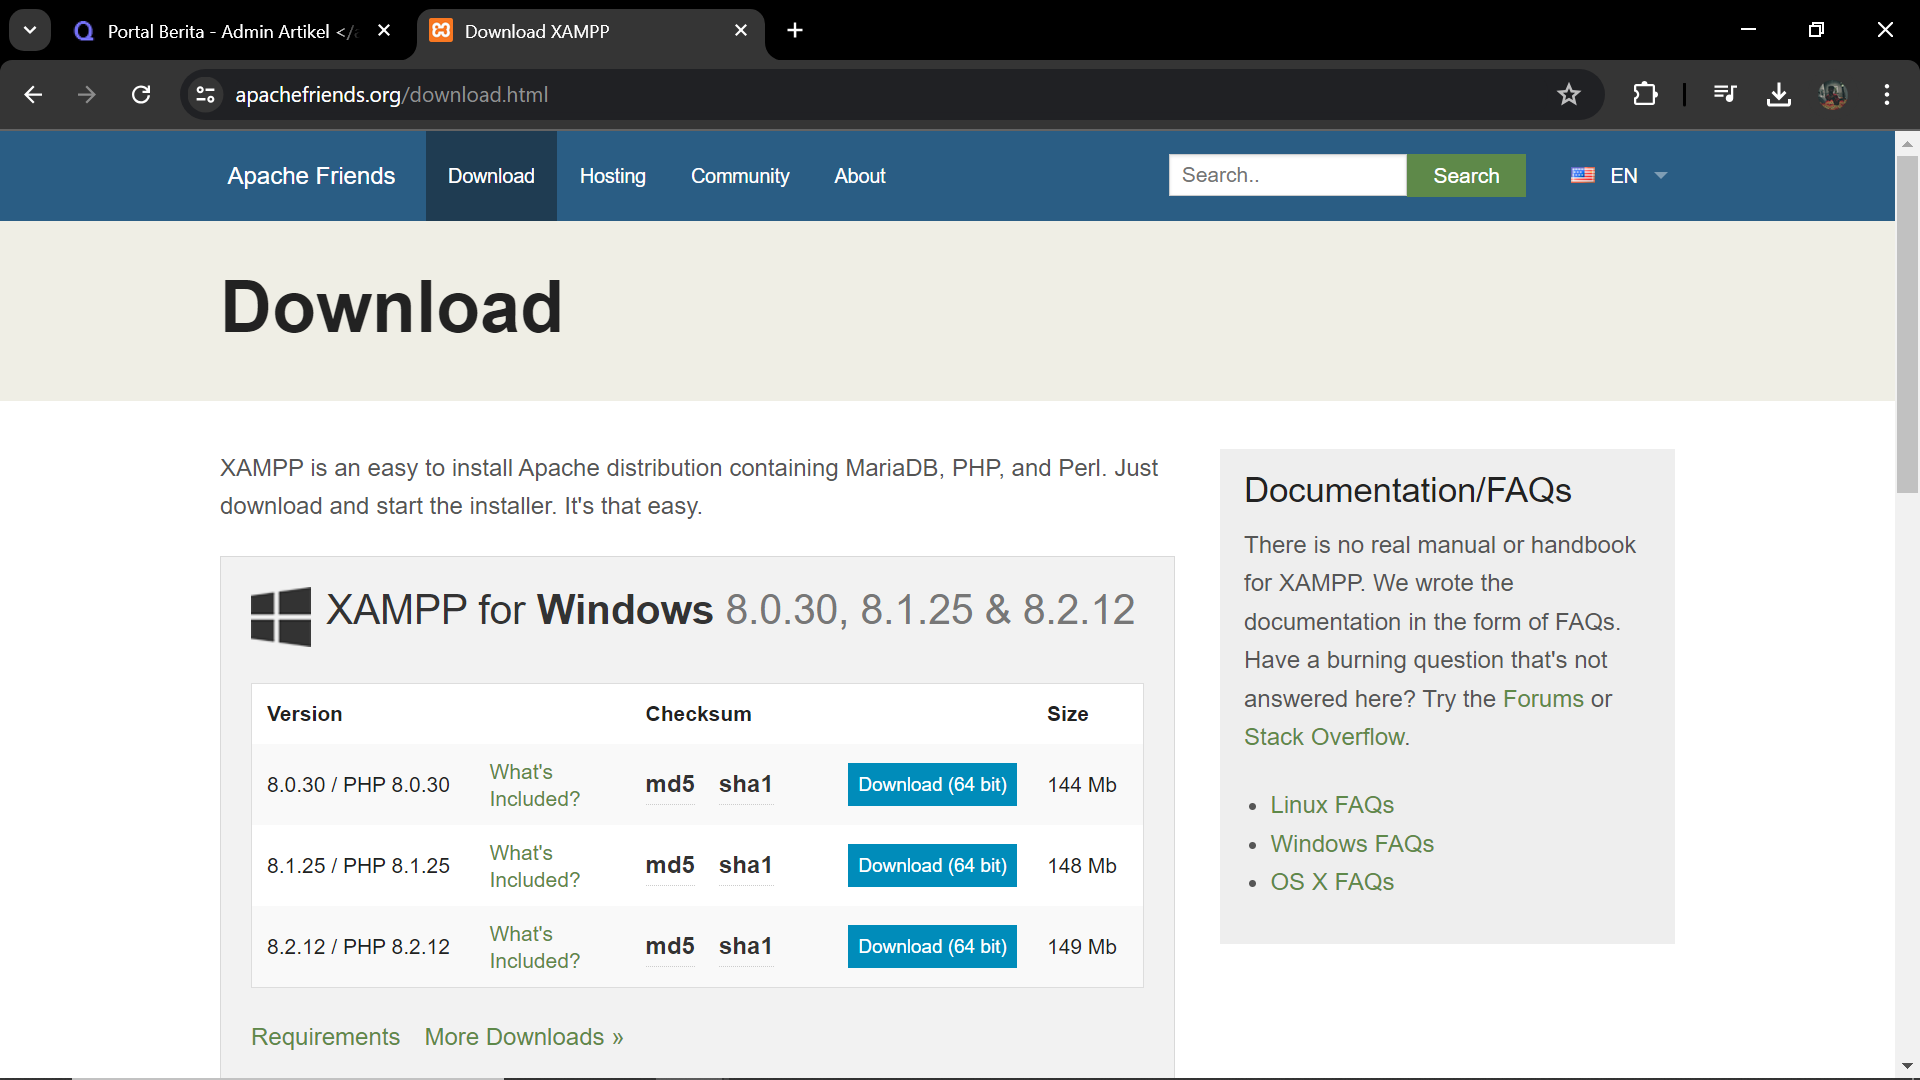 Portal Berita - Admin Artikel </
Download XAMPP
apachefriends.org/download.html
Apache Friends
Download
Hosting
Community
About
Search..
Search
EN
Download
XAMPP is an easy to install Apache distribution containing MariaDB, PHP, and Perl. Just
download and start the installer. It's that easy.
XAMPP for Windows 8.0.30, 8.1.25 & 8.2.12
Version Checksum Size
8.0.30 / PHP 8.0.30 What's Included? md5 sha1 Download (64 bit) 144 Mb
8.1.25 / PHP 8.1.25 What's Included? md5 sha1 Download (64 bit) 148 Mb
8.2.12 / PHP 8.2.12 What's Included? md5 sha1 Download (64 bit) 149 Mb
Requirements More Downloads »
Documentation/FAQs
There is no real manual or handbook
for XAMPP. We wrote the
documentation in the form of FAQs.
Have a burning question that's not
answered here? Try the Forums or
Stack Overflow.
• Linux FAQs
• Windows FAQs
• OS X FAQs